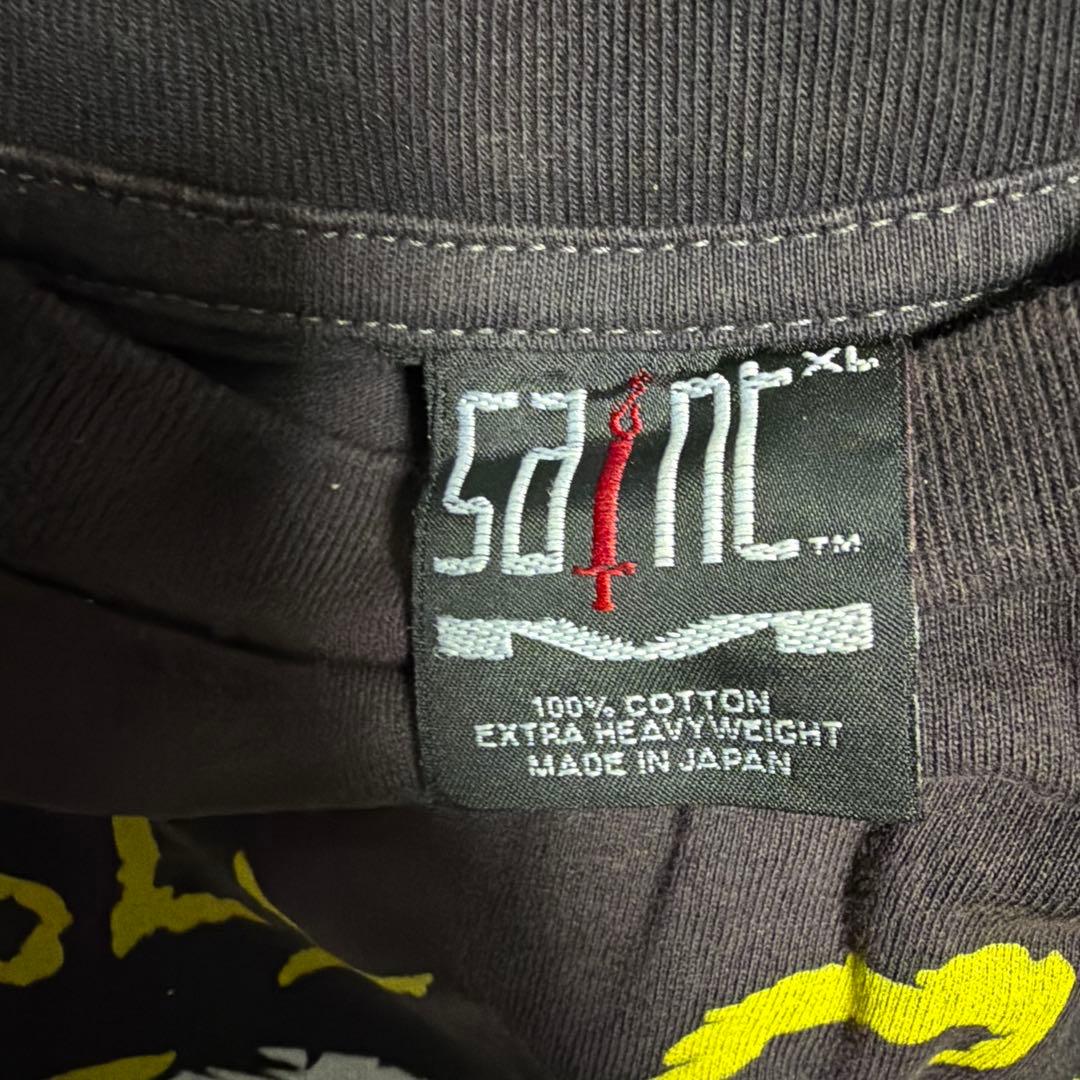 SaiNt XL
TM
100% COTTON
EXTRA HEAVYWEIGHT
MADE IN JAPAN